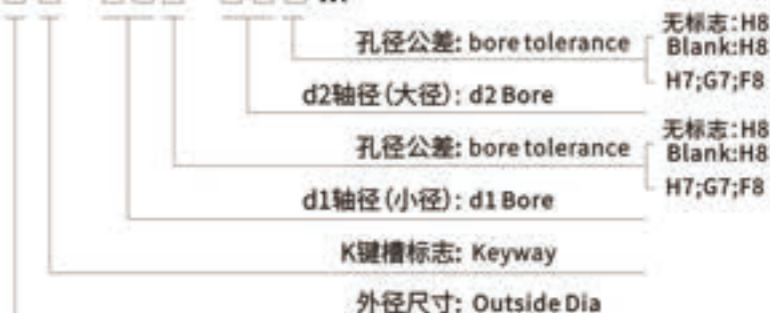 孔径公差: bore tolerance
无标志:H8
Blank:H8
H7;G7;F8
d2轴径(大径): d2 Bore
孔径公差: bore tolerance
无标志:H8
Blank:H8
H7;G7;F8
d1轴径(小径): d1 Bore
K键槽标志: Keyway
外径尺寸: Outside Dia